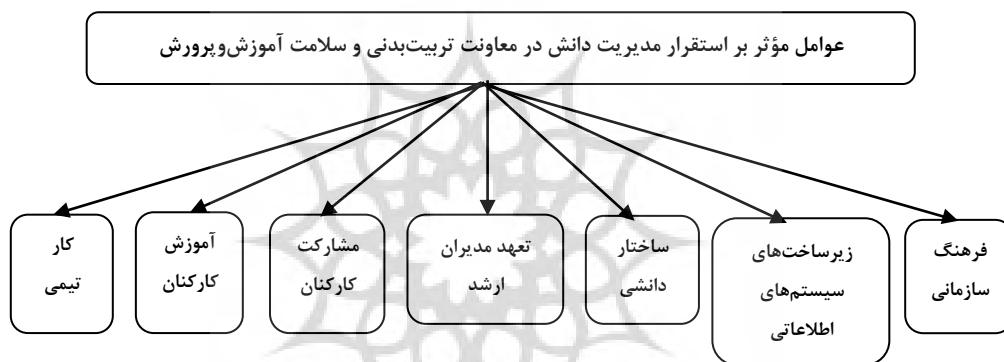 عوامل مؤثر بر استقرار مدیریت دانش در معاونت تربیت‌بدنی و سلامت آموزش‌وپرورش
فرهنگ
سازمانی
زیرساخت‌های
سیستم‌های
اطلاعاتی
ساختار
دانشی
تعهد مدیران
ارشد
مشارکت
کارکنان
آموزش
کارکنان
کار
تیمی